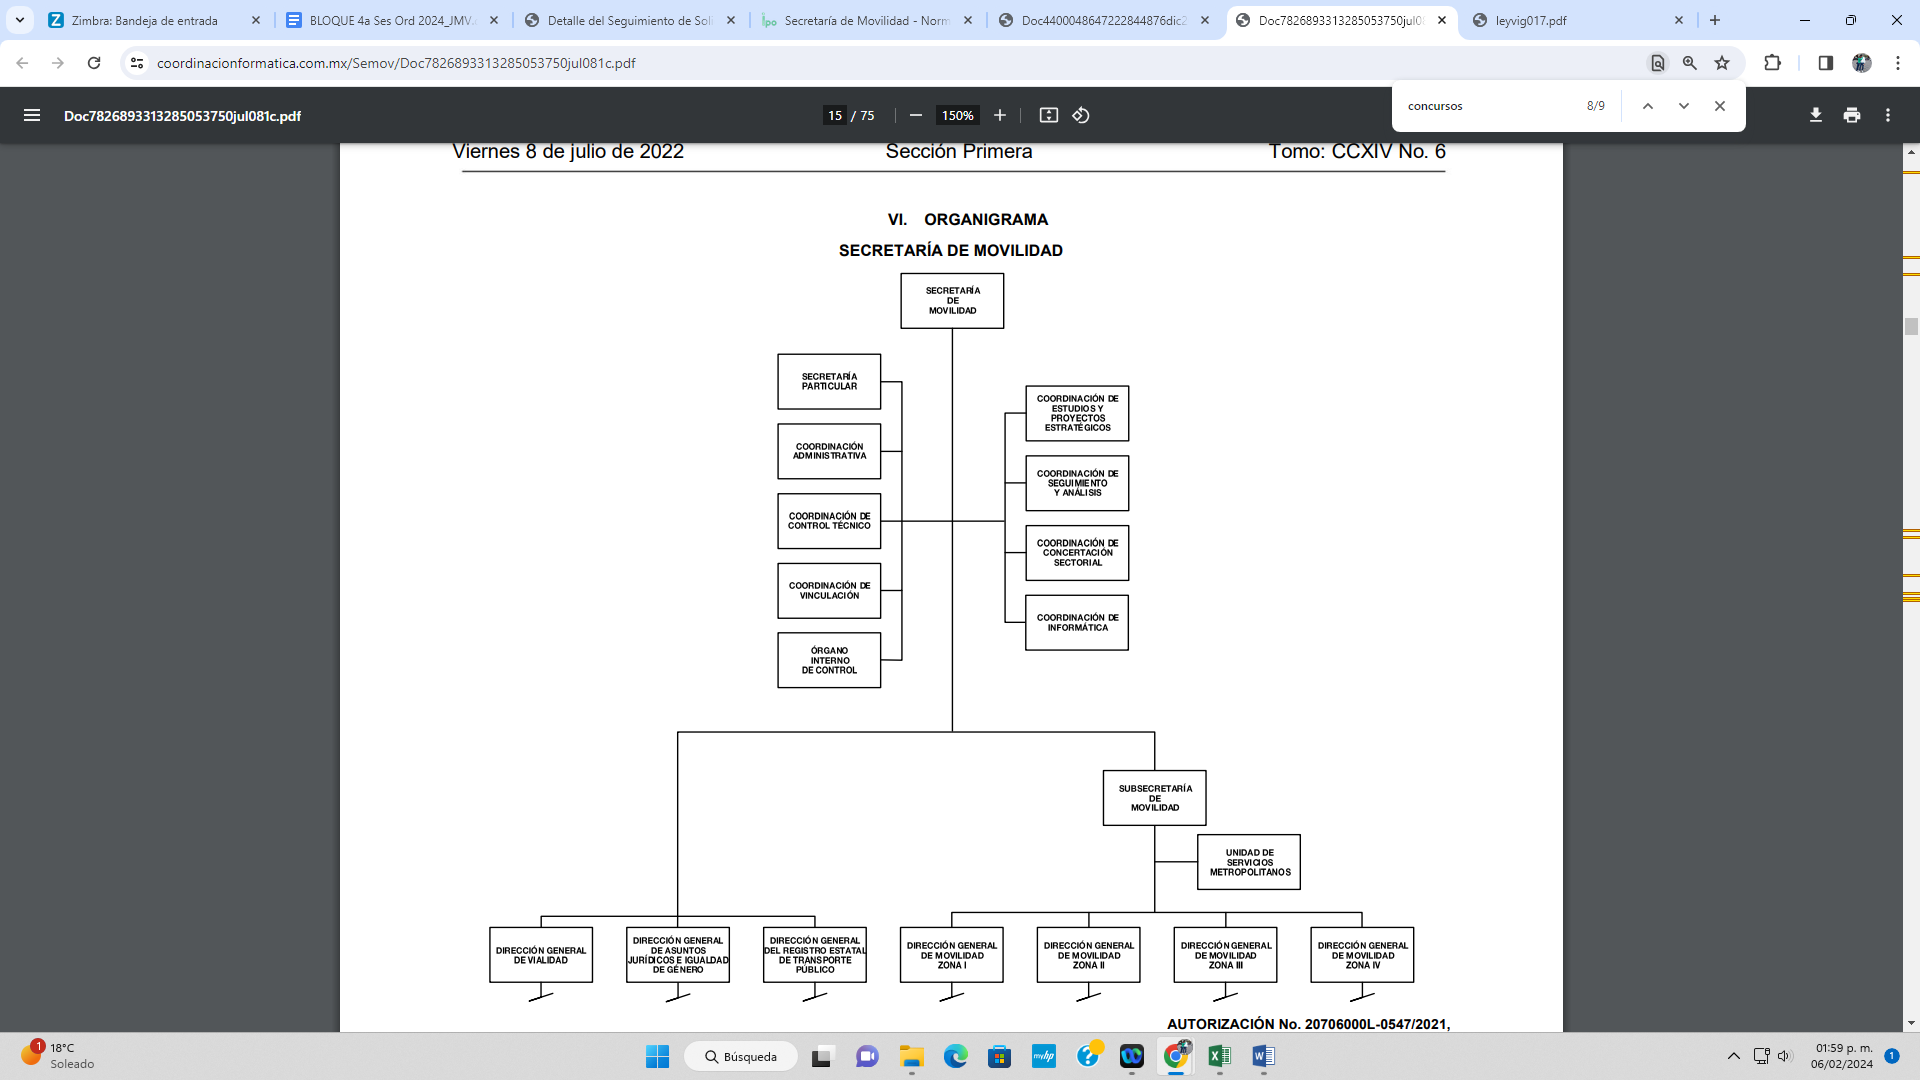 Zimbra: Bandeja de entrada
BLOQUE 4a Ses Ord 2024_JMV.
Detalle del Seguimiento de Soli
Secretaría de Movilidad - Norm
Doc4400048647222844876dic2
Doc7826893313285053750jul08
leyvig017.pdf
coordinacionformatica.com.mx/Semov/Doc7826893313285053750jul081c.pdf
concursos
8/9
Doc7826893313285053750jul081c.pdf
15 / 75
150%
Viernes 8 de julio de 2022
Sección Primera
Tomo: CCXIV No. 6
VI. ORGANIGRAMA
SECRETARÍA DE MOVILIDAD
SECRETARÍA
DE
MOVILIDAD
SECRETARÍA
PARTICULAR
COORDINACIÓN
ADMINISTRATIVA
COORDINACIÓN DE
CONTROL TÉCNICO
COORDINACIÓN DE
VINCULACIÓN
ÓRGANO
INTERNO
DE CONTROL
COORDINACIÓN DE
ESTUDIOS Y
PROYECTOS
ESTRATÉGICOS
COORDINACIÓN DE
SEGUIMIENTO
Y ANÁLISIS
COORDINACIÓN DE
CONCERTACIÓN
SECTORIAL
COORDINACIÓN DE
INFORMÁTICA
SUBSECRETARÍA
DE
MOVILIDAD
UNIDAD DE
SERVICIOS
METROPOLITANOS
DIRECCIÓN GENERAL
DE VIALIDAD
DIRECCIÓN GENERAL
DE ASUNTOS
JURÍDICOS E IGUALDAD
DE GÉNERO
DIRECCIÓN GENERAL
DEL REGISTRO ESTATAL
DE TRANSPORTE
PÚBLICO
DIRECCIÓN GENERAL
DE MOVILIDAD
ZONA I
DIRECCIÓN GENERAL
DE MOVILIDAD
ZONA II
DIRECCIÓN GENERAL
DE MOVILIDAD
ZONA III
DIRECCIÓN GENERAL
DE MOVILIDAD
ZONA IV
AUTORIZACIÓN No. 20706000L-0547/2021,
1
18°C
Soleado
Búsqueda
myhp
01:59 p. m.
06/02/2024
1